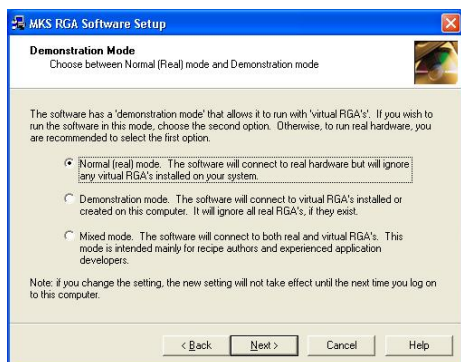 MKS RGA Software Setup
Demonstration Mode
Choose between Normal (Real) mode and Demonstration mode
The software has a 'demonstration mode' that allows it to run with 'virtual RGA's'. If you wish to
run the software in this mode, choose the second option. Otherwise, to run real hardware, you
are recommended to select the first option.
Normal (real) mode. The software will connect to real hardware but will ignore
any virtual RGA's installed on your system.
Demonstration mode. The software will connect to virtual RGA's installed or
created on this computer. It will ignore all real RGA's, if they exist.
Mixed mode. The software will connect to both real and virtual RGA's. This
mode is intended mainly for recipe authors and experienced application
developers.
Note: if you change the setting, the new setting will not take effect until the next time you log on
to this computer.
< Back Next > Cancel Help